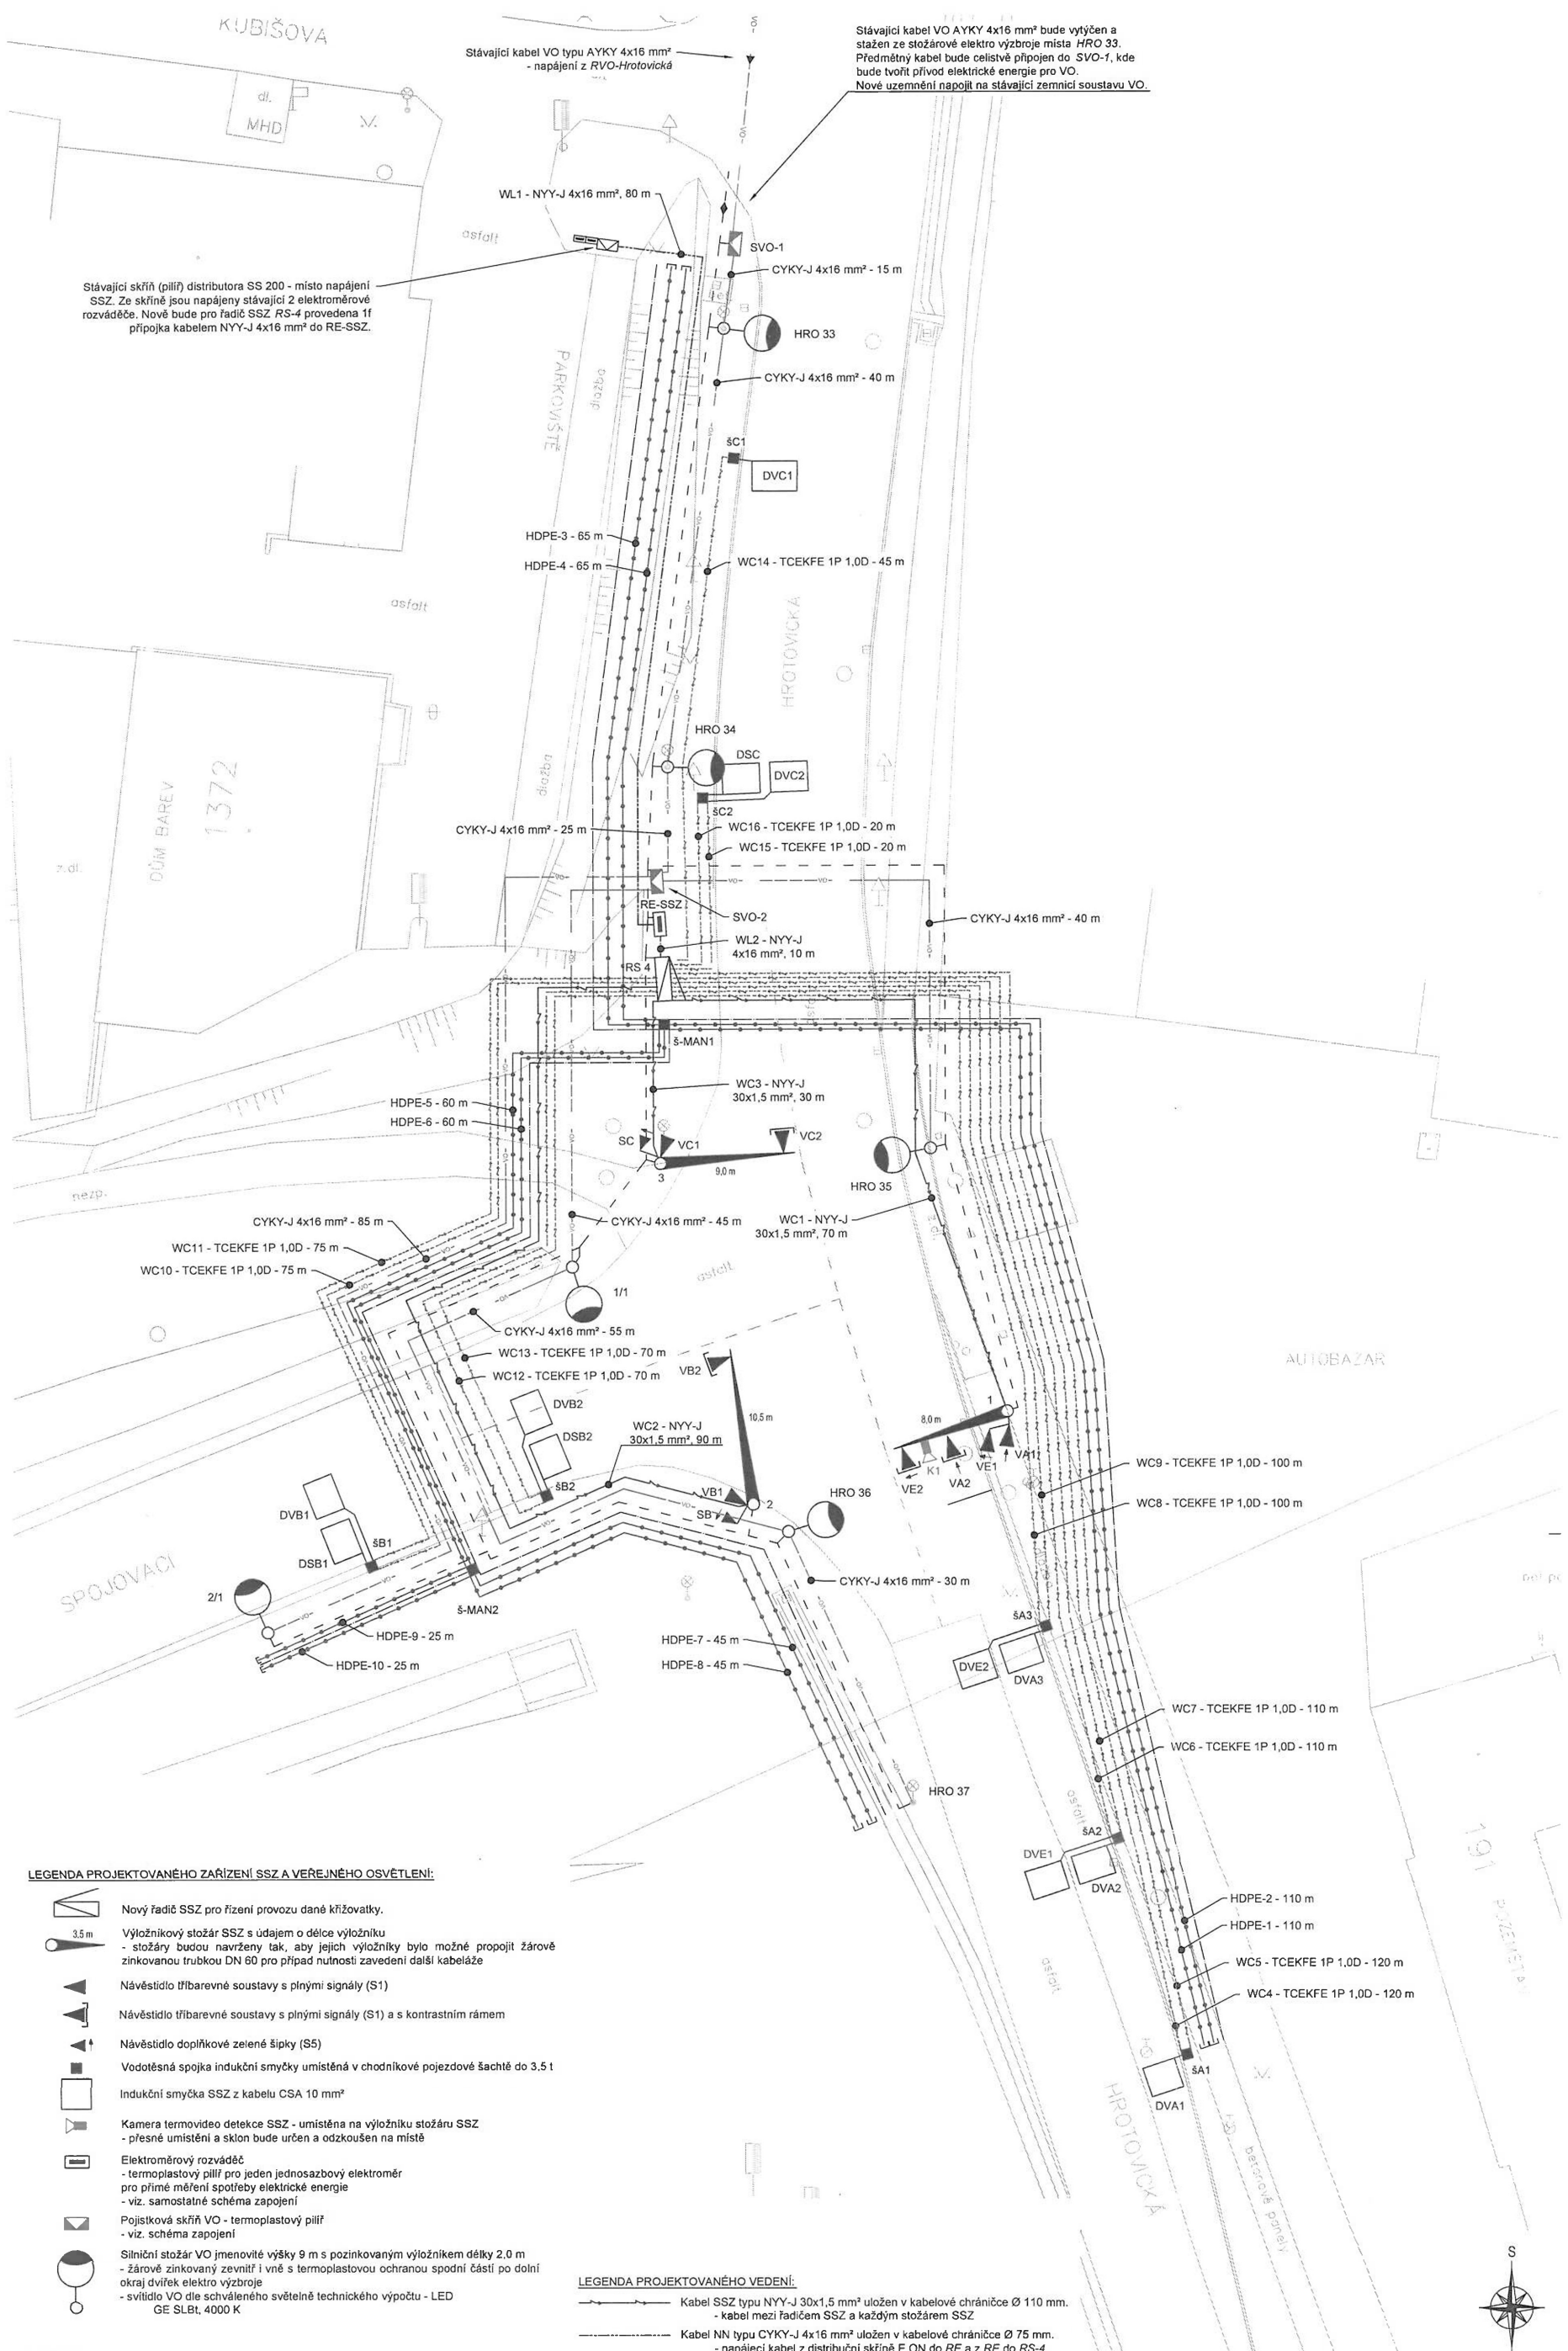 KUBIŠOVA
Stávající kabel VO typu AYKY 4x16 mm²
- napájení z RVO-Hrotovická
Stávající kabel VO AYKY 4x16 mm² bude vytýčen a
stažen ze stožárové elektro výzbroje místa HRO 33.
Předmětný kabel bude celistvě připojen do SVO-1, kde
bude tvořit přívod elektrické energie pro VO.
Nové uzemnění napojit na stávající zemnicí soustavu VO.
dl.
MHD
WL1 - NYY-J 4x16 mm², 80 m
asfalt
SVO-1
CYKY-J 4x16 mm² - 15 m
Stávající skříň (pilíř) distributora SS 200 - místo napájení
SSZ. Ze skříně jsou napájeny stávající 2 elektroměrové
rozváděče. Nově bude pro řadič SSZ RS-4 provedena 1f
přípojka kabelem NYY-J 4x16 mm² do RE-SSZ.
HRO 33
PARKOVIŠTĚ
dlažba
CYKY-J 4x16 mm² - 40 m
šC1
DVC1
HDPE-3 - 65 m
HDPE-4 - 65 m
WC14 - TCEKFE 1P 1,0D - 45 m
asfalt
HROTOVICKÁ
HRO 34
DSC
DVC2
šC2
dlažba
DŮM BAREV
1372
z.dl.
CYKY-J 4x16 mm² - 25 m
WC16 - TCEKFE 1P 1,0D - 20 m
WC15 - TCEKFE 1P 1,0D - 20 m
RE-SSZ
SVO-2
CYKY-J 4x16 mm² - 40 m
WL2 - NYY-J
4x16 mm², 10 m
RS 4
Š-MAN1
WC3 - NYY-J
30x1,5 mm², 30 m
HDPE-5 - 60 m
HDPE-6 - 60 m
SC
VC1
VC2
9,0 m
3
HRO 35
nezp.
CYKY-J 4x16 mm² - 85 m
CYKY-J 4x16 mm² - 45 m
WC1 - NYY-J
30x1,5 mm², 70 m
WC11 - TCEKFE 1P 1,0D - 75 m
WC10 - TCEKFE 1P 1,0D - 75 m
asfalt
1/1
CYKY-J 4x16 mm² - 55 m
WC13 - TCEKFE 1P 1,0D - 70 m
WC12 - TCEKFE 1P 1,0D - 70 m
VB2
AUTOBAZAR
DVB2
10,5 m
8,0 m
1
WC2 - NYY-J
30x1,5 mm², 90 m
DSB2
VA1
VE1
K1
VA2
VE2
WC9 - TCEKFE 1P 1,0D - 100 m
šB2
VB1
2
HRO 36
SB
WC8 - TCEKFE 1P 1,0D - 100 m
DVB1
šB1
DSB1
SPOJOVACÍ
2/1
CYKY-J 4x16 mm² - 30 m
Š-MAN2
šA3
HDPE-9 - 25 m
HDPE-7 - 45 m
HDPE-10 - 25 m
HDPE-8 - 45 m
DVE2
DVA3
WC7 - TCEKFE 1P 1,0D - 110 m
WC6 - TCEKFE 1P 1,0D - 110 m
HRO 37
asfalt
šA2
DVE1
DVA2
191
HDPE-2 - 110 m
HDPE-1 - 110 m
WC5 - TCEKFE 1P 1,0D - 120 m
WC4 - TCEKFE 1P 1,0D - 120 m
asfalt
šA1
DVA1
HROTOVICKÁ
betonové panely
LEGENDA PROJEKTOVANÉHO ZAŘÍZENÍ SSZ A VEŘEJNÉHO OSVĚTLENÍ:
Nový řadič SSZ pro řízení provozu dané křižovatky.
3,5 m
Výložníkový stožár SSZ s údajem o délce výložníku
- stožáry budou navrženy tak, aby jejich výložníky bylo možné propojit žárově
zinkovanou trubkou DN 60 pro případ nutnosti zavedení další kabeláže
Návěstidlo tříbarevné soustavy s plnými signály (S1)
Návěstidlo tříbarevné soustavy s plnými signály (S1) a s kontrastním rámem
Návěstidlo doplňkové zelené šipky (S5)
Vodotěsná spojka indukční smyčky umístěná v chodníkové pojezdové šachtě do 3,5 t
Indukční smyčka SSZ z kabelu CSA 10 mm²
Kamera termovideo detekce SSZ - umístěna na výložníku stožáru SSZ
- přesné umístění a sklon bude určen a odzkoušen na místě
Elektroměrový rozváděč
- termoplastový pilíř pro jeden jednosazbový elektroměr
pro přímé měření spotřeby elektrické energie
- viz. samostatné schéma zapojení
Pojistková skříň VO - termoplastový pilíř
- viz. schéma zapojení
Silniční stožár VO jmenovité výšky 9 m s pozinkovaným výložníkem délky 2,0 m
- žárově zinkovaný zevnitř i vně s termoplastovou ochranou spodní části po dolní
okraj dvířek elektro výzbroje
- svítidlo VO dle schváleného světelně technického výpočtu - LED
GE SLBt, 4000 K
LEGENDA PROJEKTOVANÉHO VEDENÍ:
Kabel SSZ typu NYY-J 30x1,5 mm² uložen v kabelové chráničce Ø 110 mm.
- kabel mezi řadičem SSZ a každým stožárem SSZ
Kabel NN typu CYKY-J 4x16 mm² uložen v kabelové chráničce Ø 75 mm.
- napájecí kabel z distribuční skříně E.ON do RE a z RE do RS-4
S